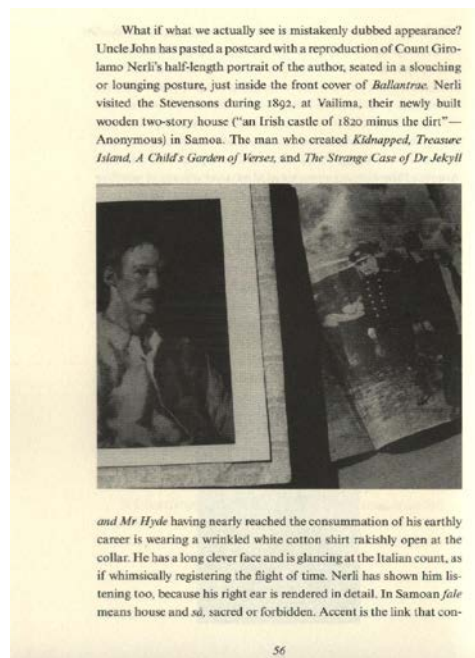 What if what we actually see is mistakenly dubbed appearance?
Uncle John has pasted a postcard with a reproduction of Count Giro-
lamo Nerli's half-length portrait of the author, seated in a slouching
or lounging posture, just inside the front cover of Ballantrae. Nerli
visited the Stevensons during 1892, at Vailima, their newly built
wooden two-story house ("an Irish castle of 1820 minus the dirt"—
Anonymous) in Samoa. The man who created Kidnapped, Treasure
Island, A Child's Garden of Verses, and The Strange Case of Dr Jekyll
and Mr Hyde having nearly reached the consummation of his earthly
career is wearing a wrinkled white cotton shirt rakishly open at the
collar. He has a long clever face and is glancing at the Italian count, as
if whimsically registering the flight of time. Nerli has shown him lis-
tening too, because his right ear is rendered in detail. In Samoan fale
means house and sā, sacred or forbidden. Accent is the link that con-
56